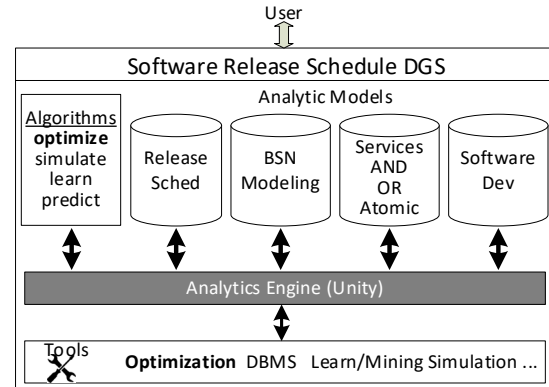 User
Software Release Schedule DGS
Analytic Models
Algorithms
optimize
simulate
learn
predict
Release
Sched
BSN
Modeling
Services
AND
OR
Atomic
Software
Dev
Analytics Engine (Unity)
Tools
Optimization DBMS Learn/Mining Simulation ...